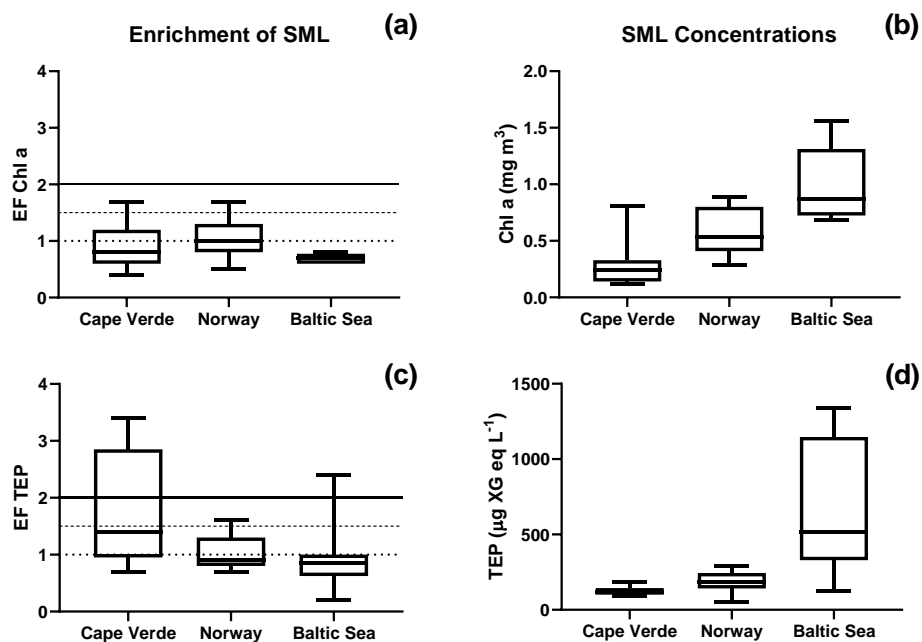 Enrichment of SML
(a)
EF Chl a
4
3
2
1
0
Cape Verde Norway Baltic Sea
SML Concentrations
(b)
Chl a (mg m³)
2.0
1.5
1.0
0.5
0.0
Cape Verde Norway Baltic Sea
(c)
EF TEP
4
3
2
1
0
Cape Verde Norway Baltic Sea
(d)
TEP (µg XG eq L⁻¹)
1500
1000
500
0
Cape Verde Norway Baltic Sea